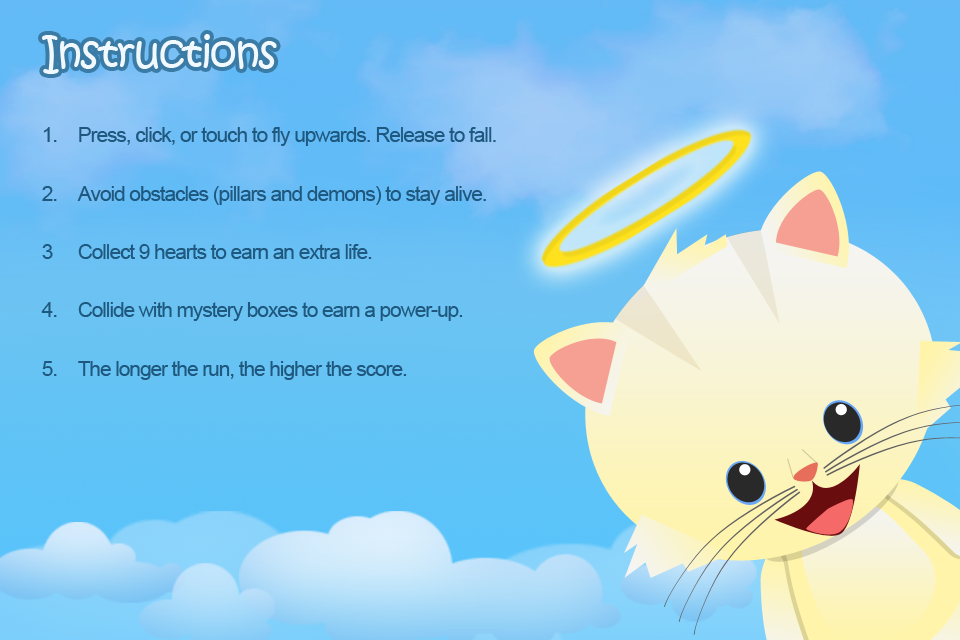 Instructions
1. Press, click, or touch to fly upwards. Release to fall.
2. Avoid obstacles (pillars and demons) to stay alive.
3 Collect 9 hearts to earn an extra life.
4. Collide with mystery boxes to earn a power-up.
5. The longer the run, the higher the score.